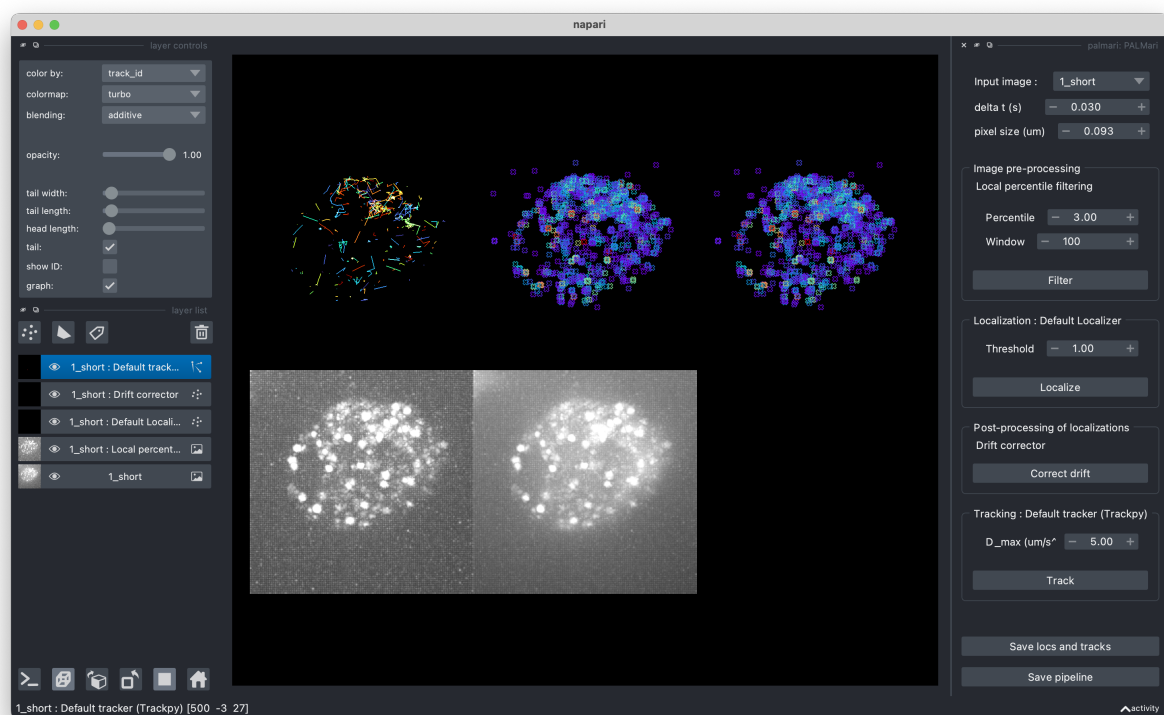 napari
layer controls
color by:
track_id
colormap:
turbo
blending:
additive
opacity:
1.00
tail width:
tail length:
head length:
tail:
show ID:
graph:
layer list
1_short : Default track...
1_short : Drift corrector
1_short : Default Locali...
1_short : Local percent...
1_short
1_short : Default tracker (Trackpy) [500 -3 27]
palmari: PALMari
Input image :
1_short
delta t (s)
0.030
pixel size (um)
0.093
Image pre-processing
Local percentile filtering
Percentile
3.00
Window
100
Filter
Localization : Default Localizer
Threshold
1.00
Localize
Post-processing of localizations
Drift corrector
Correct drift
Tracking : Default tracker (Trackpy)
D_max (um/s^
5.00
Track
Save locs and tracks
Save pipeline
activity